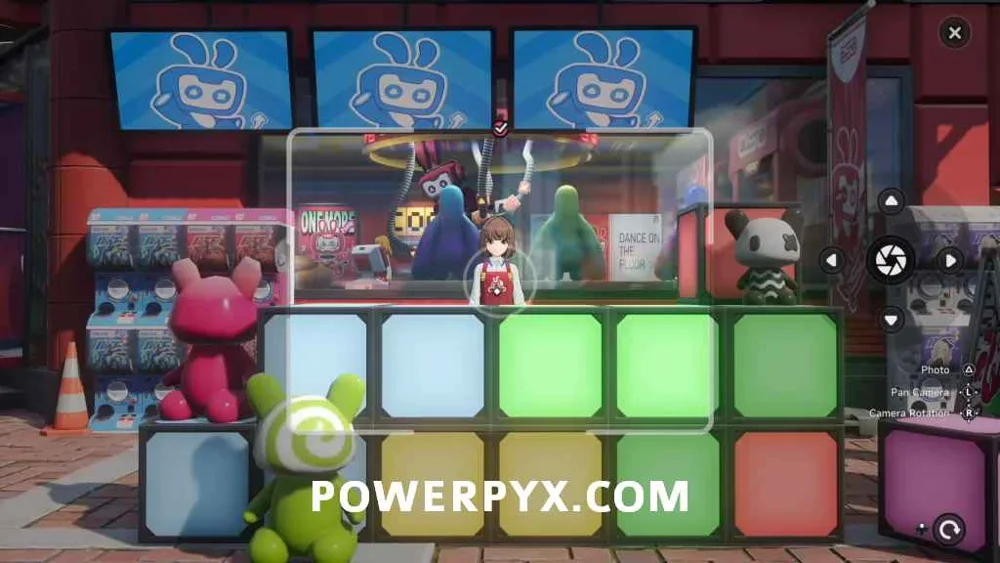 ONE MORE
DANCE ON
THE
FLOOR
Photo
Pan Camera L
Camera Rotation R
POWERPYX.COM